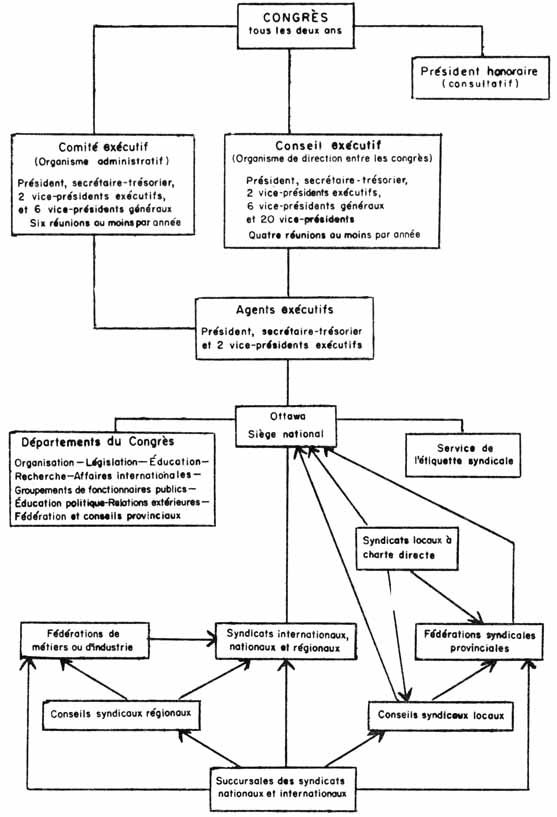 CONGRÈS
tous les deux ans
Président honoraire
(consultatif)
Comité exécutif
(Organisme administratif)
Président, secrétaire-trésorier,
2 vice-présidents exécutifs,
et 6 vice-présidents généraux
Six réunions au moins par année
Conseil exécutif
(Organisme de direction entre les congrès)
Président, secrétaire-trésorier,
2 vice-présidents exécutifs,
6 vice-présidents généraux
et 20 vice-présidents
Quatre réunions au moins par année
Agents exécutifs
Président, secrétaire-trésorier
et 2 vice-présidents exécutifs
Ottawa
Siège national
Départements du Congrès
Organisation — Législation — Éducation —
Recherche — Affaires internationales —
Groupements de fonctionnaires publics —
Éducation politique - Relations extérieures —
Fédération et conseils provinciaux
Service de
l'étiquette syndicale
Syndicats locaux à
charte directe
Fédérations de
métiers ou d'industrie
Syndicats internationaux,
nationaux et régionaux
Fédérations syndicales
provinciales
Conseils syndicaux régionaux
Conseils syndicaux locaux
Succursales des syndicats
nationaux et internationaux